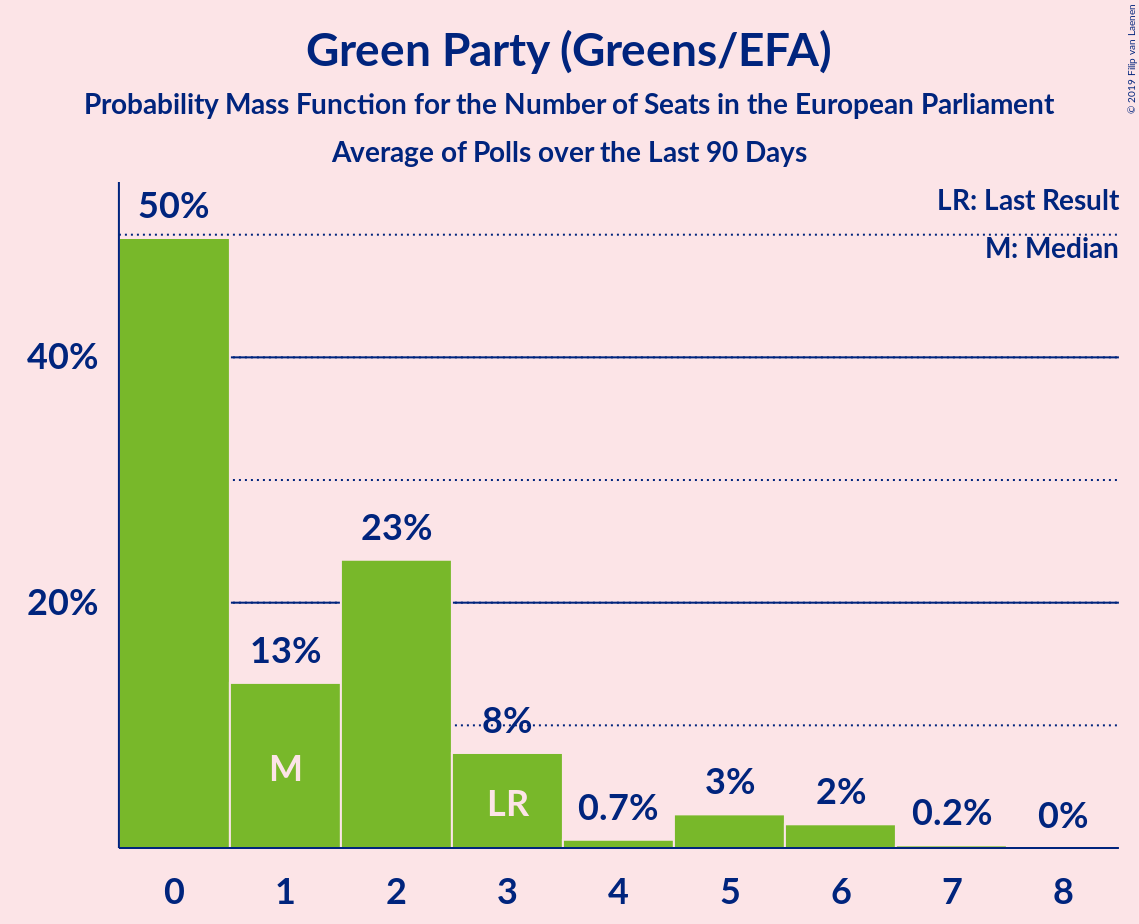 Green Party (Greens/EFA)
Probability Mass Function for the Number of Seats in the European Parliament
Average of Polls over the Last 90 Days
© 2019 Filip van Laenen
LR: Last Result
M: Median
50%
40%
23%
20%
13%
8%
M
LR
0.7%
3%
2%
0.2%
0%
0 1 2 3 4 5 6 7 8